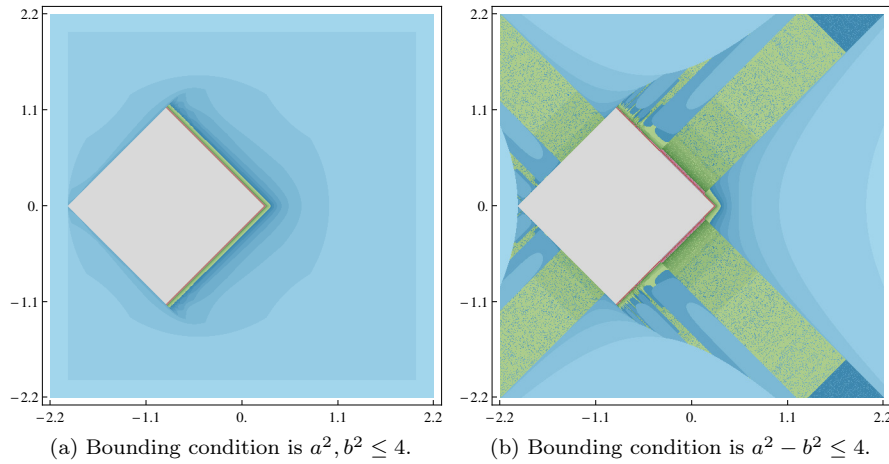 2.2
1.1
0.
−1.1
−2.2
−2.2 −1.1 0. 1.1 2.2
(a) Bounding condition is a², b² ≤ 4.
2.2
1.1
0.
−1.1
−2.2
−2.2 −1.1 0. 1.1 2.2
(b) Bounding condition is a² − b² ≤ 4.